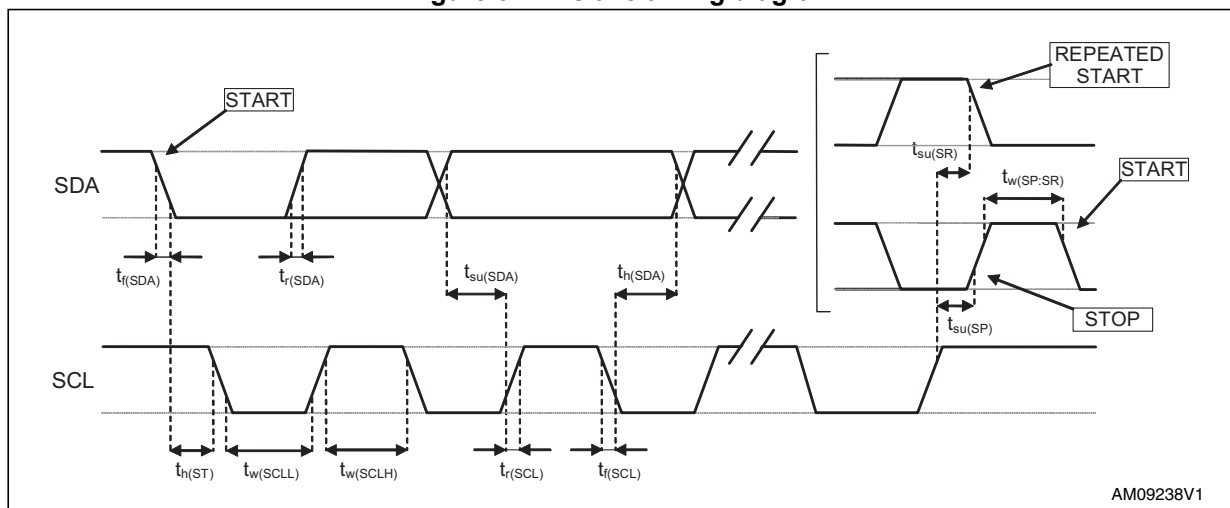 REPEATED
START
START
t_su(SR)
t_w(SP:SR)
START
SDA
t_f(SDA)
t_r(SDA)
t_su(SDA)
t_h(SDA)
t_su(SP)
STOP
SCL
t_h(ST)
t_w(SCLL)
t_w(SCLH)
t_r(SCL)
t_f(SCL)
AM09238V1